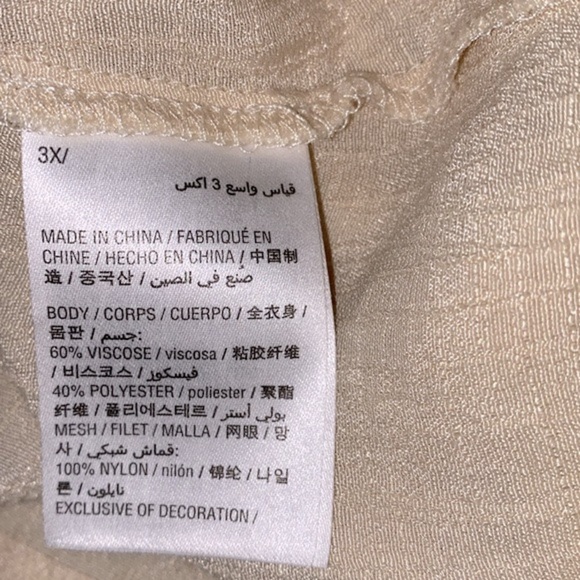 3X/
قياس واسع 3 اكس
MADE IN CHINA / FABRIQUÉ EN
CHINE / HECHO EN CHINA / 中国制
造 / 중국산 / صُنع في الصين
BODY / CORPS / CUERPO / 全衣身 /
몸판 / جسم:
60% VISCOSE / viscosa / 粘胶纤维
/ 비스코스 / فيسكوز
40% POLYESTER / poliester / 聚酯
纤维 / 폴리에스테르 / بولي أستر
MESH / FILET / MALLA / 网眼 / 망
사 / قماش شبكي:
100% NYLON / nilón / 锦纶 / 나일
론 / نايلون
EXCLUSIVE OF DECORATION /